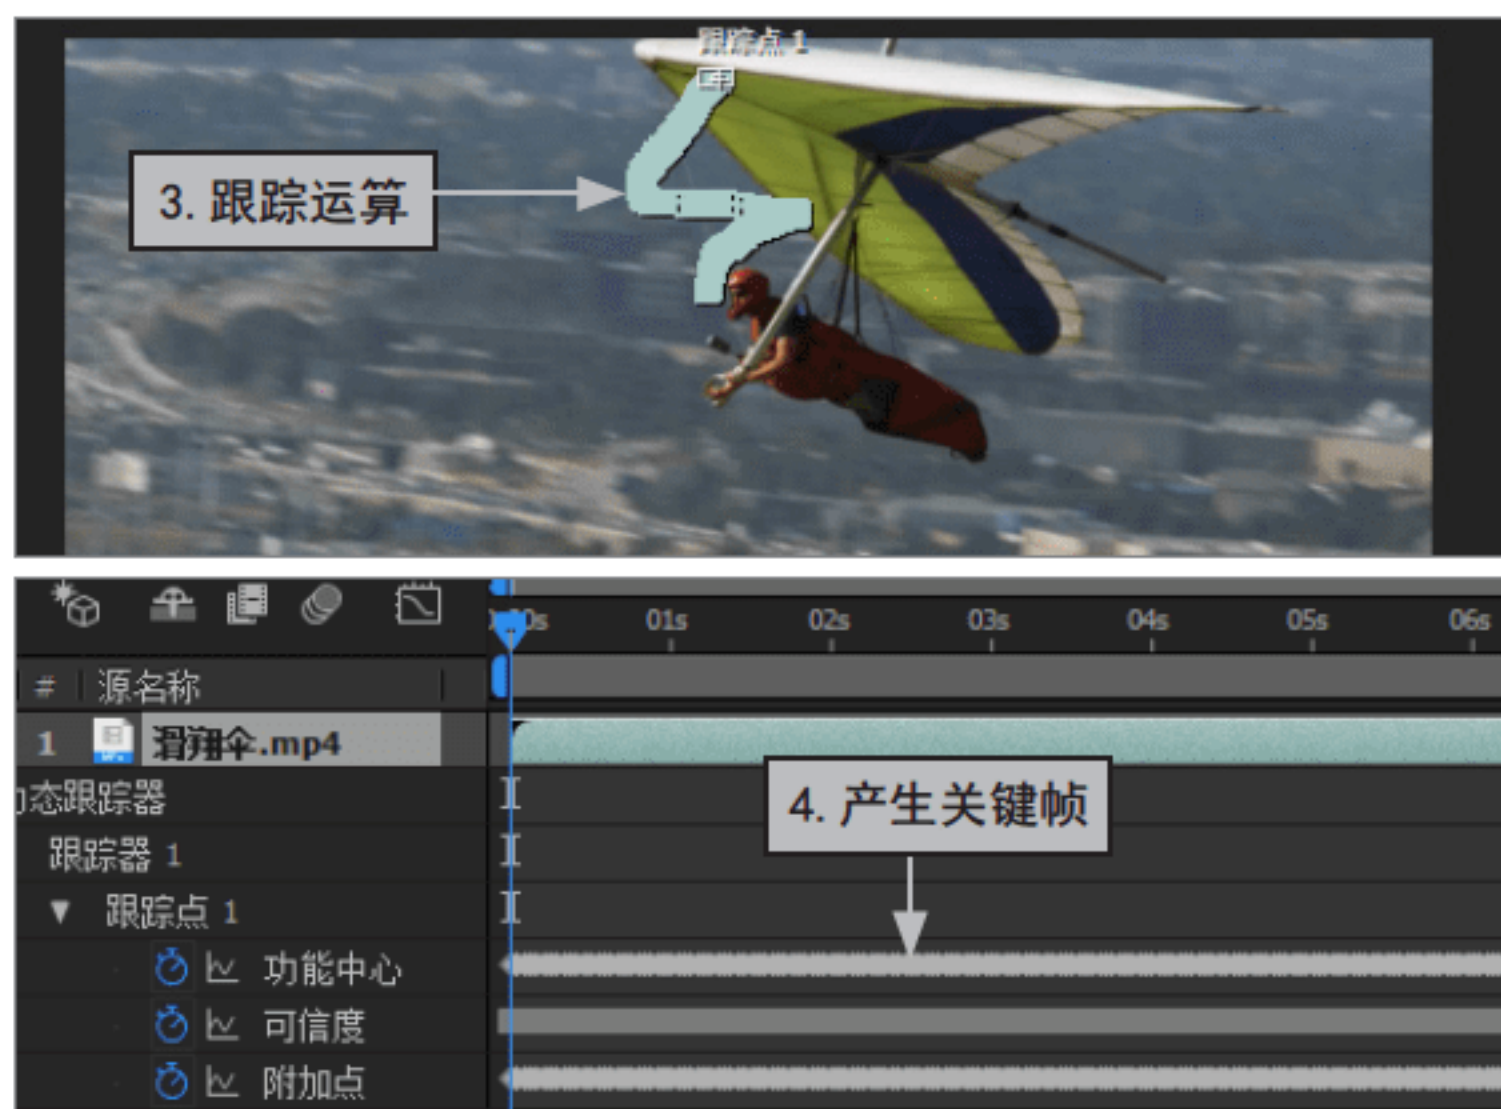 跟踪点 1
3. 跟踪运算
01s 02s 03s 04s 05s 06s
# 源名称
1 滑翔伞.mp4
4. 产生关键帧
态跟踪器
跟踪器 1
跟踪点 1
功能中心
可信度
附加点